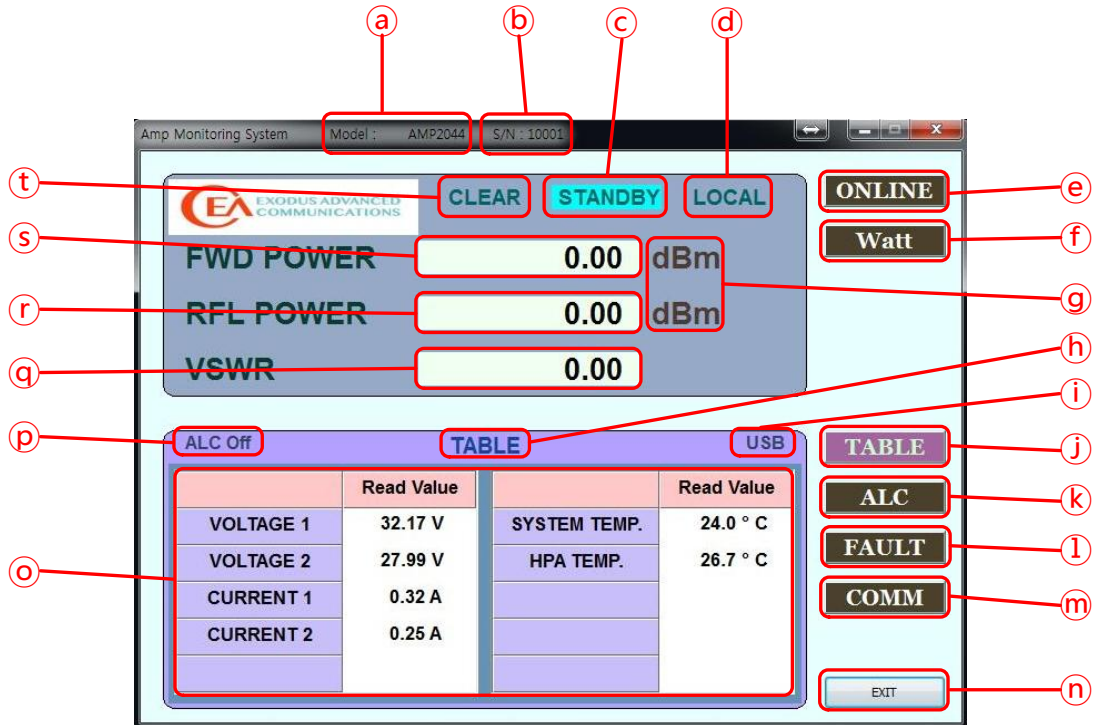 ⓐ ⓑ ⓒ ⓓ
Amp Monitoring System Model : AMP2044 S/N : 10001
ⓣ CLEAR STANDBY LOCAL ONLINE ⓔ
EXODUS ADVANCED
COMMUNICATIONS
ⓢ Watt ⓕ
FWD POWER 0.00 dBm
ⓖ
ⓡ RFL POWER 0.00 dBm
ⓗ
ⓠ VSWR 0.00
ⓘ
ⓟ ALC Off TABLE USB TABLE ⓙ
Read Value Read Value
ALC ⓚ
VOLTAGE 1 32.17 V SYSTEM TEMP. 24.0 ° C
FAULT ⓛ
ⓞ VOLTAGE 2 27.99 V HPA TEMP. 26.7 ° C
CURRENT 1 0.32 A COMM ⓜ
CURRENT 2 0.25 A
EXIT ⓝ